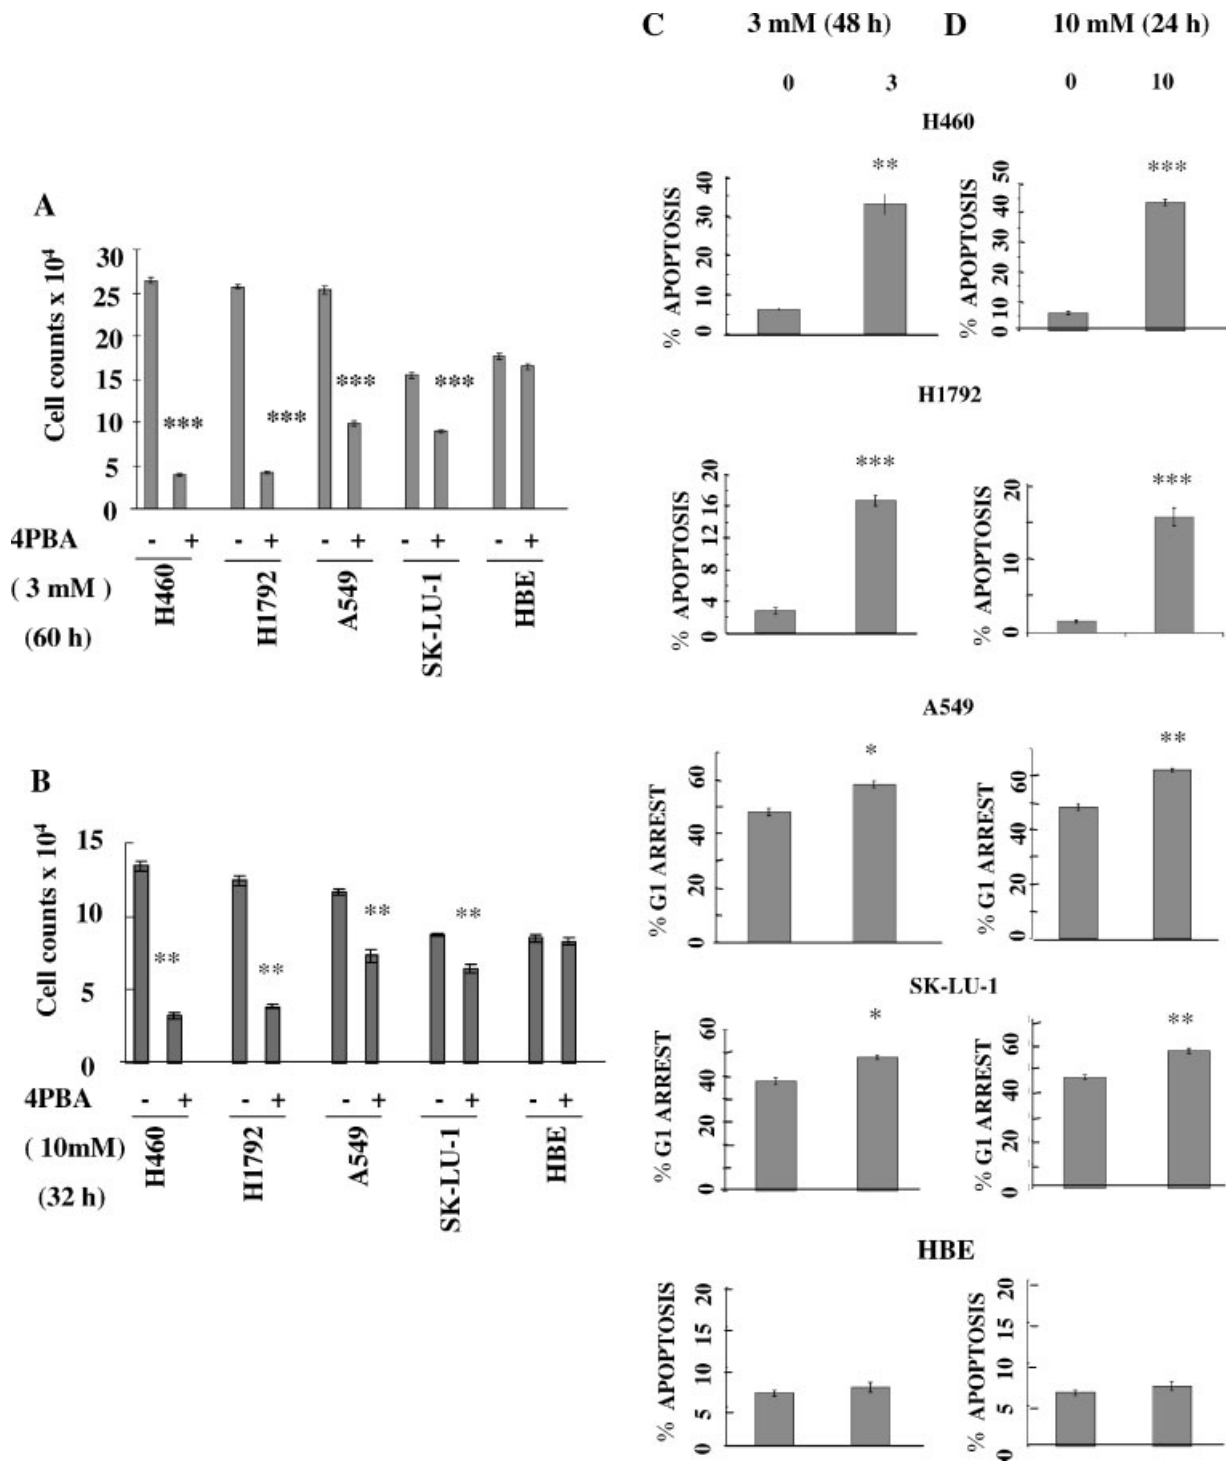 A
Cell counts x 10⁴
30
25
20
15
10
5
0
*** *** *** ***
4PBA - + - + - + - + - +
( 3 mM )
(60 h)
H460 H1792 A549 SK-LU-1 HBE
B
Cell counts x 10⁴
15
10
5
0
** ** ** **
4PBA - + - + - + - + - +
( 10mM)
(32 h)
H460 H1792 A549 SK-LU-1 HBE
C 3 mM (48 h) D 10 mM (24 h)
0 3 0 10
H460
% APOPTOSIS
0 10 20 30 40
**
% APOPTOSIS
0 10 20 30 40 50
***
H1792
% APOPTOSIS
0 4 8 12 16 20
***
% APOPTOSIS
0 10 20
***
A549
% G1 ARREST
0 20 40 60
*
% G1 ARREST
0 20 40 60
**
SK-LU-1
% G1 ARREST
0 20 40 60
*
% G1 ARREST
0 20 40 60
**
HBE
% APOPTOSIS
0 5 10 15 20
% APOPTOSIS
0 5 10 15 20